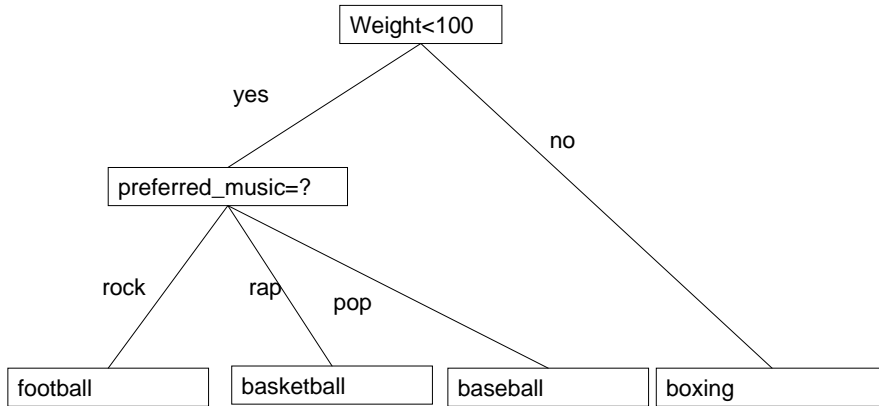 Weight<100
yes
no
preferred_music=?
rock
rap
pop
football
basketball
baseball
boxing